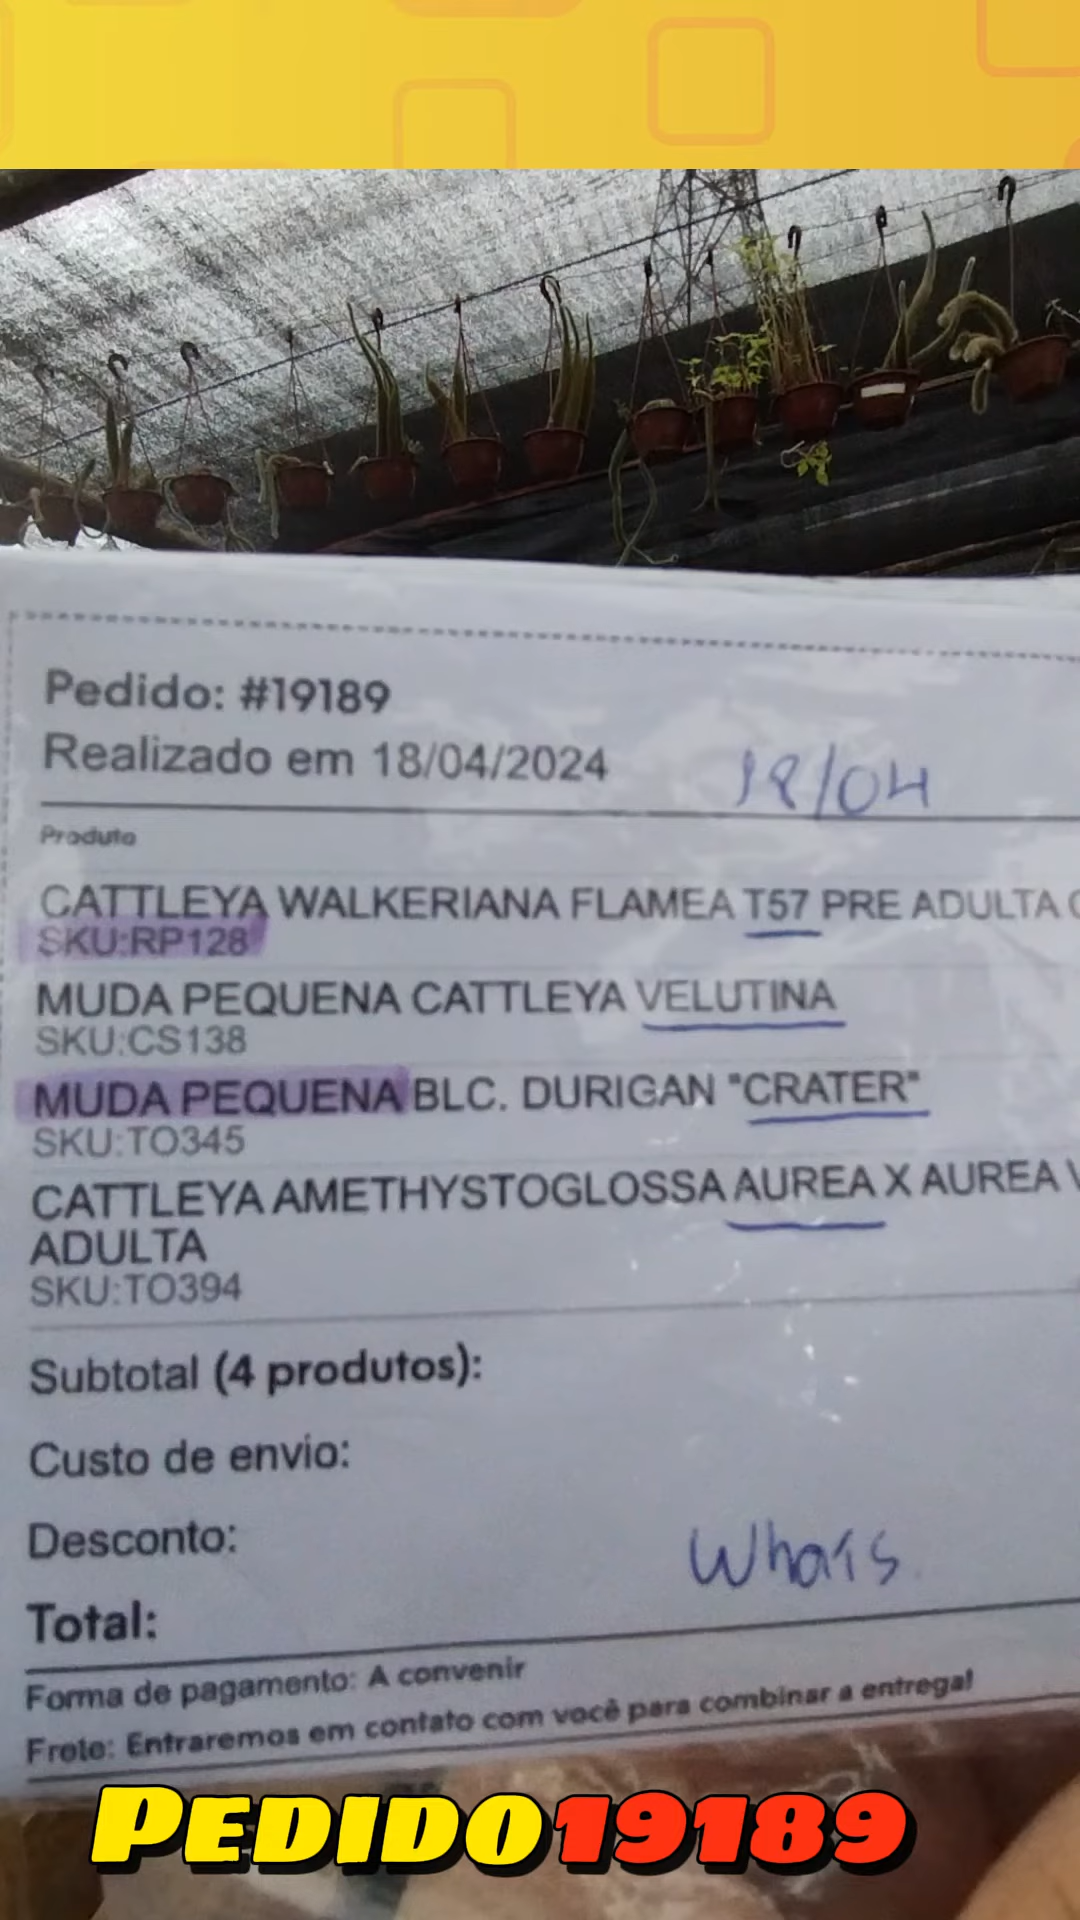 Pedido: #19189
Realizado em 18/04/2024
18/04
Produto
CATTLEYA WALKERIANA FLAMEA T57 PRE ADULTA
SKU:RP128
MUDA PEQUENA CATTLEYA VELUTINA
SKU:CS138
MUDA PEQUENA BLC. DURIGAN "CRATER"
SKU:TO345
CATTLEYA AMETHYSTOGLOSSA AUREA X AUREA
ADULTA
SKU:TO394
Subtotal (4 produtos):
Custo de envio:
Desconto:
Whats
Total:
Forma de pagamento: A convenir
Frete: Entraremos em contato com você para combinar a entrega!
PEDIDO 19189